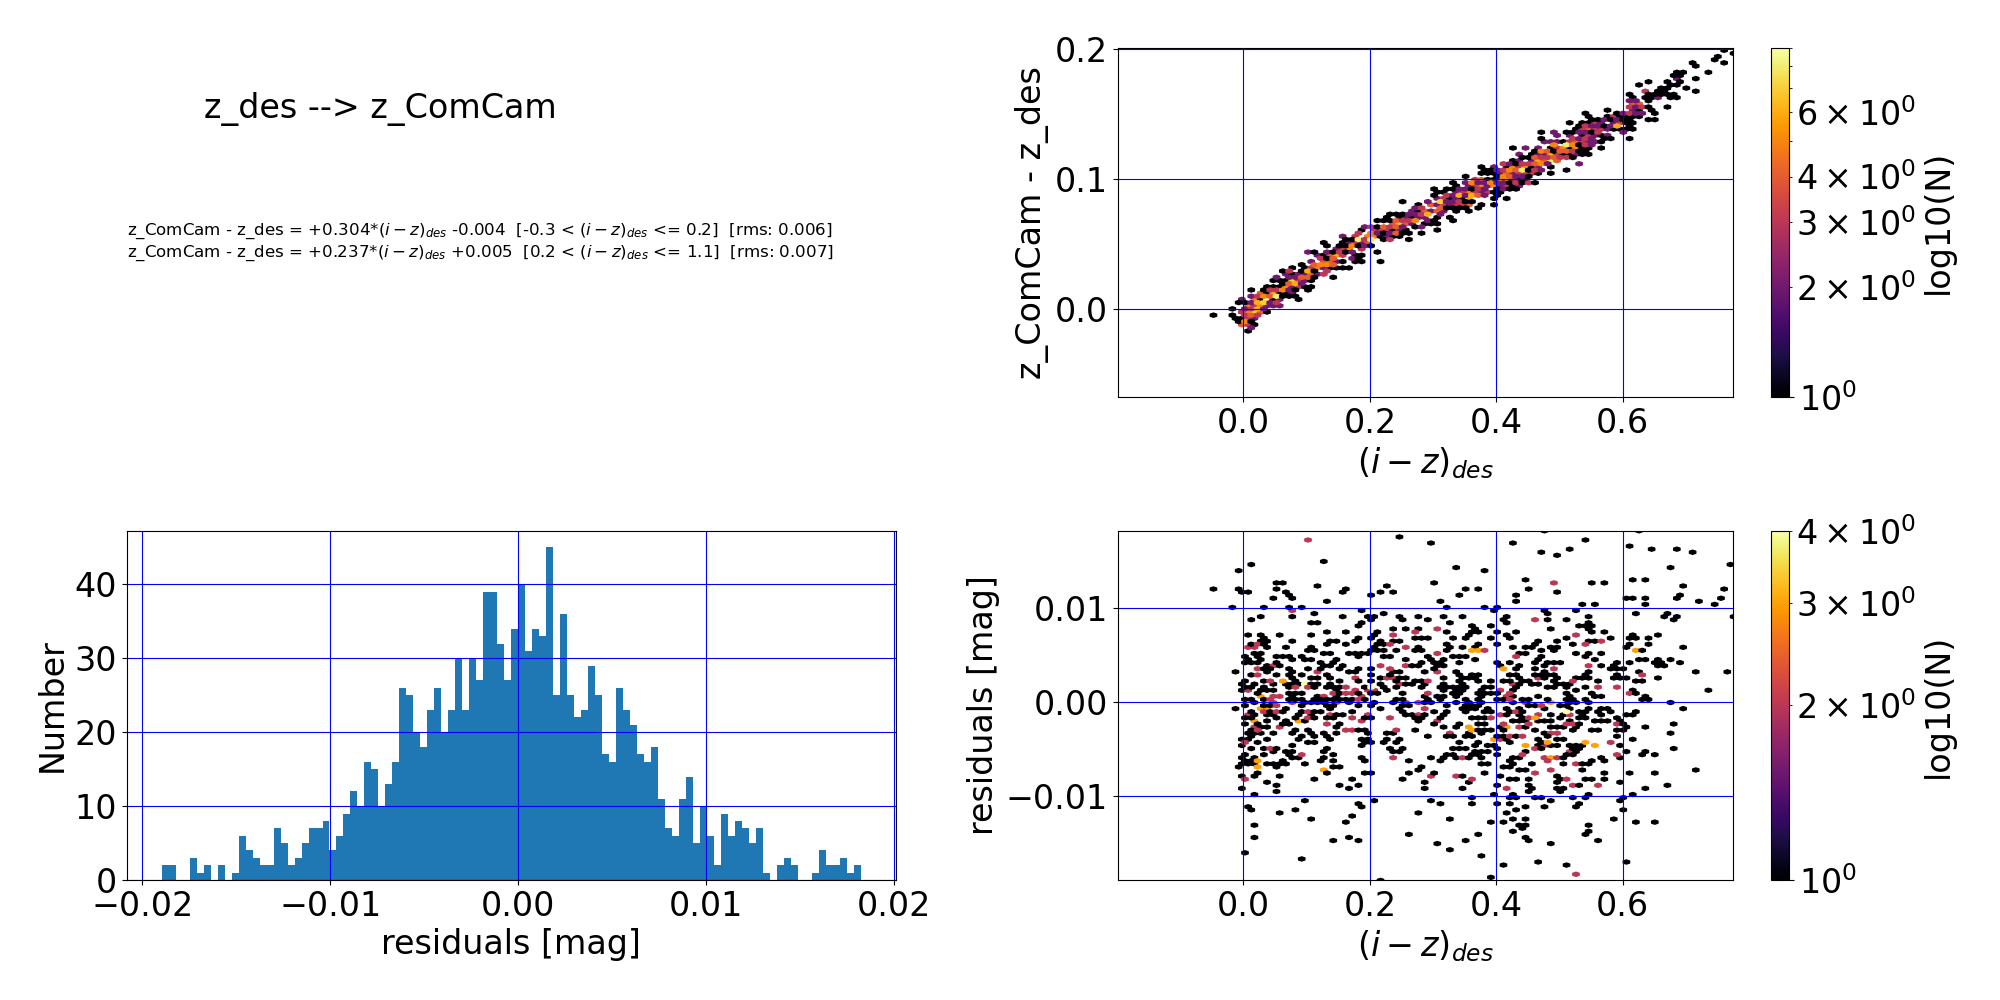 z_des --> z_ComCam
z_ComCam - z_des = +0.304*(i − z)des -0.004 [-0.3 < (i − z)des <= 0.2] [rms: 0.006]
z_ComCam - z_des = +0.237*(i − z)des +0.005 [0.2 < (i − z)des <= 1.1] [rms: 0.007]
z_ComCam - z_des
0.2
0.1
0.0
0.0 0.2 0.4 0.6
(i − z)des
6 × 10⁰
4 × 10⁰
3 × 10⁰
2 × 10⁰
10⁰
log10(N)
Number
40
30
20
10
0
−0.02 −0.01 0.00 0.01 0.02
residuals [mag]
residuals [mag]
0.01
0.00
−0.01
0.0 0.2 0.4 0.6
(i − z)des
4 × 10⁰
3 × 10⁰
2 × 10⁰
10⁰
log10(N)